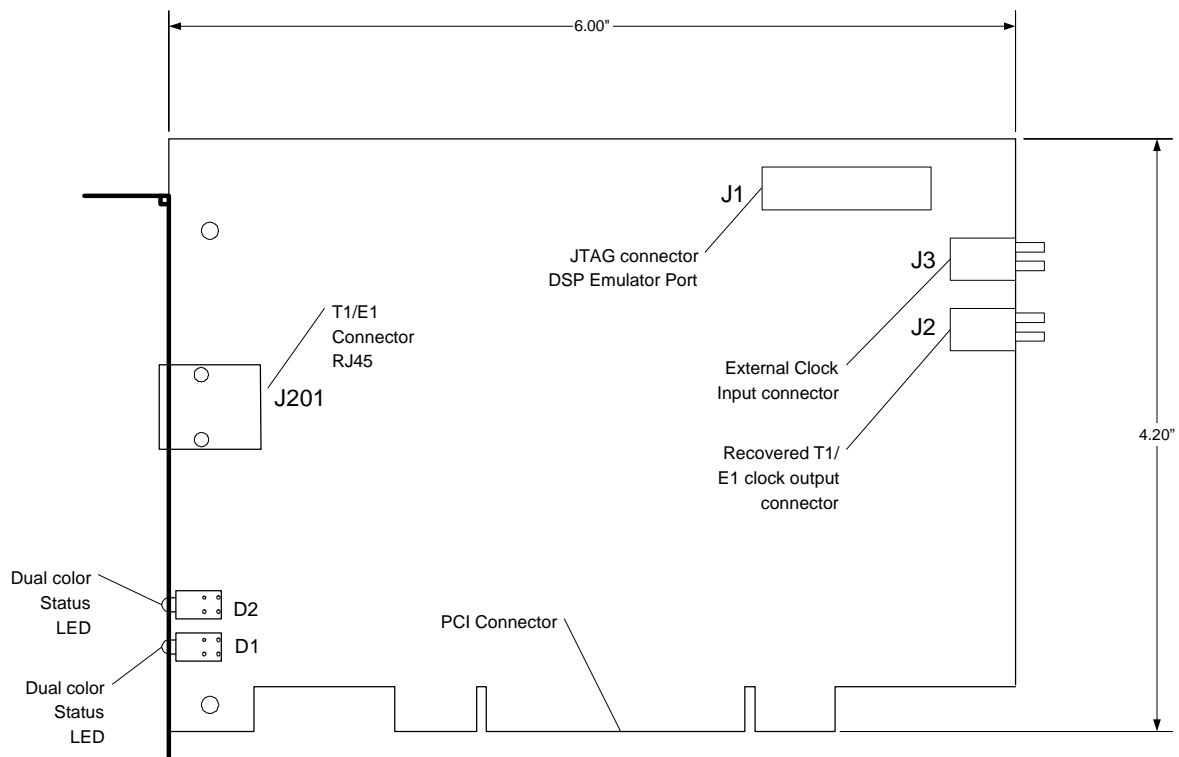 6.00"
J1
JTAG connector
DSP Emulator Port
J3
J2
T1/E1
Connector
RJ45
J201
External Clock
Input connector
4.20"
Recovered T1/
E1 clock output
connector
Dual color
Status
LED
D2
D1
PCI Connector
Dual color
Status
LED